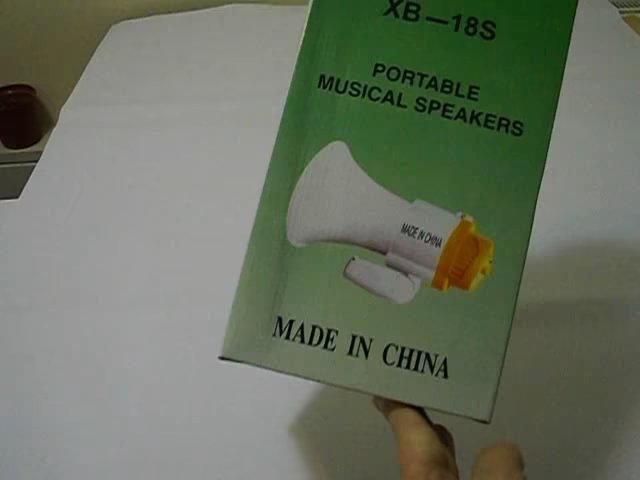 XB—18S
PORTABLE
MUSICAL SPEAKERS
MADE IN CHINA
MADE IN CHINA